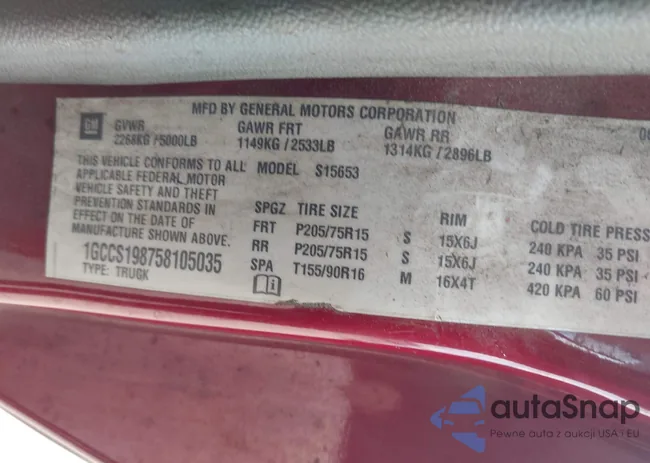 MFD BY GENERAL MOTORS CORPORATION
GM
GVWR GAWR FRT GAWR RR
2268KG / 5000LB 1149KG / 2533LB 1314KG / 2896LB
THIS VEHICLE CONFORMS TO ALL MODEL S15653
APPLICABLE FEDERAL MOTOR
VEHICLE SAFETY AND THEFT
PREVENTION STANDARDS IN SPGZ TIRE SIZE RIM COLD TIRE PRESS
EFFECT ON THE DATE OF FRT P205/75R15 S 15X6J 240 KPA 35 PSI
MANUFACTURE SHOWN ABOVE. RR P205/75R15 S 15X6J 240 KPA 35 PSI
1GCCS198758105035 SPA T155/90R16 M 16X4T 420 KPA 60 PSI
TYPE: TRUCK
autaSnap
Pewne auta z aukcji USA i EU